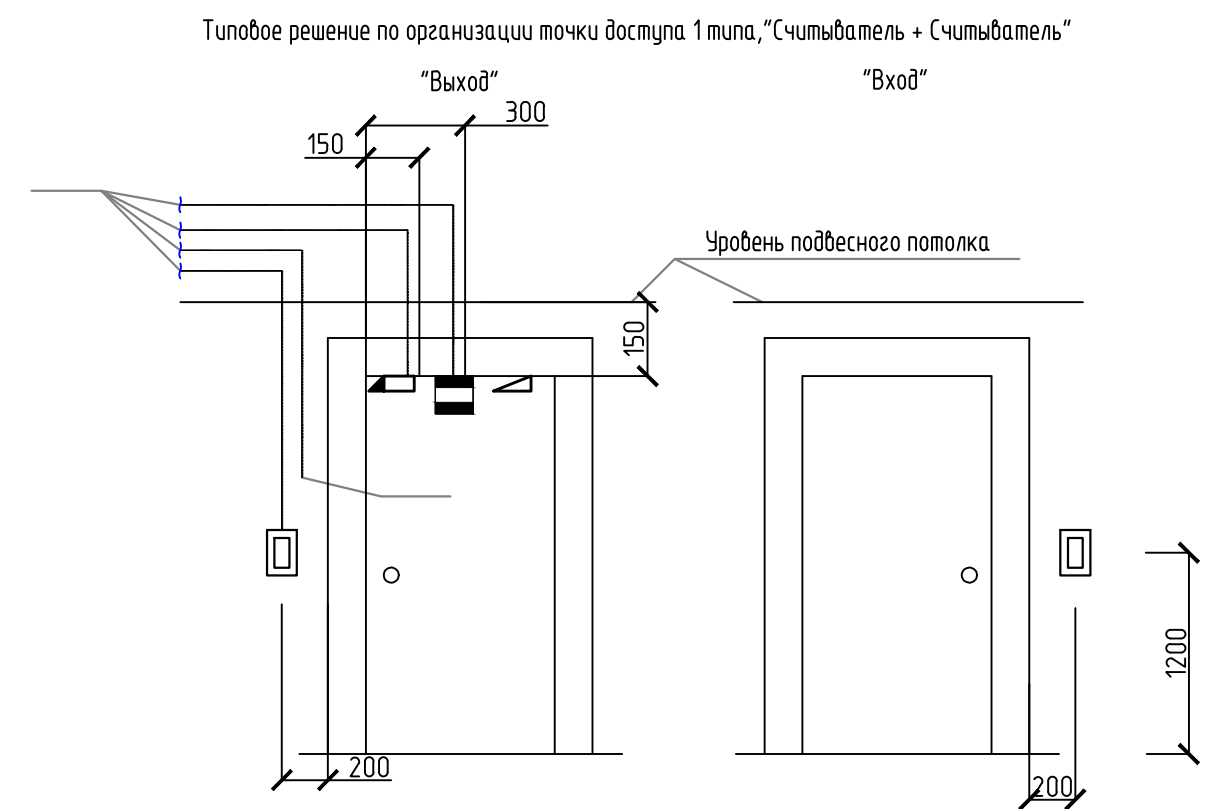 Типовое решение по организации точки доступа 1 типа,"Считыватель + Считыватель"
"Выход"
"Вход"
300
150
Уровень подвесного потолка
150
1200
200
200